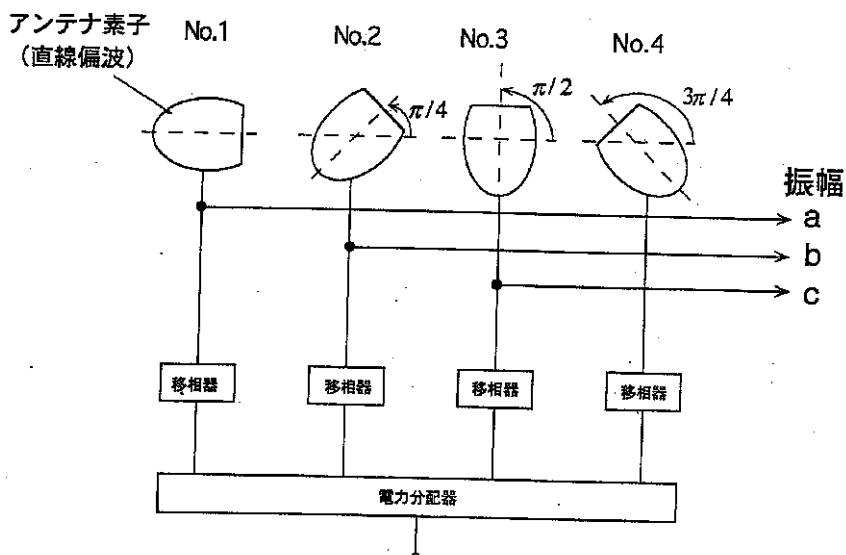 アンテナ素子
(直線偏波)
No.1
No.2
No.3
No.4
π/4
π/2
3π/4
振幅
a
b
c
移相器
移相器
移相器
移相器
電力分配器